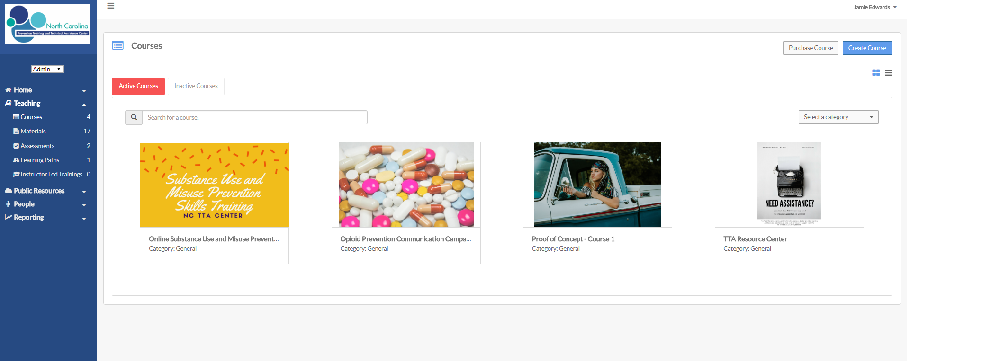 North Carolina
Prevention Training and Technical Assistance Center
Jamie Edwards
Courses
Purchase Course
Create Course
Admin
Home
Teaching
Courses 4
Materials 17
Assessments 2
Learning Paths 1
Instructor Led Trainings 0
Public Resources
People
Reporting
Active Courses
Inactive Courses
Search for a course.
Select a category
Substance Use and
Misuse Prevention
Skills Training
NC TTA CENTER
Online Substance Use and Misuse Prevent...
Category: General
Opioid Prevention Communication Campa...
Category: General
Proof of Concept - Course 1
Category: General
NEED ASSISTANCE?
Contact the NC Training and
Technical Assistance Center
TTA Resource Center
Category: General